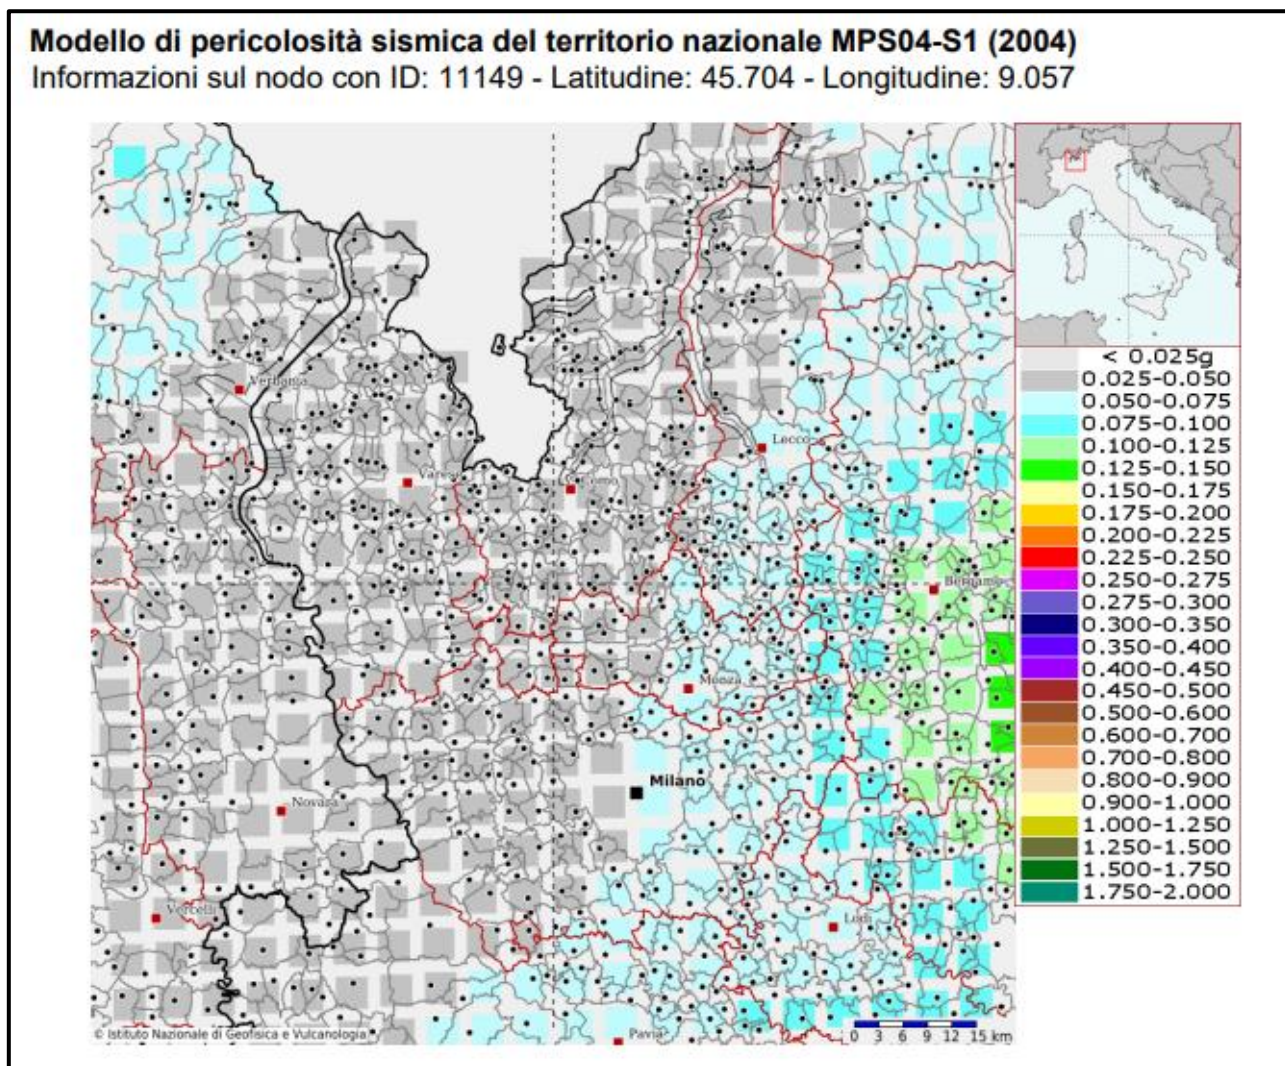 Modello di pericolosità sismica del territorio nazionale MPS04-S1 (2004)
Informazioni sul nodo con ID: 11149 - Latitudine: 45.704 - Longitudine: 9.057
Verbania
Lecco
Varese
Como
Bergamo
Monza
Milano
Novara
Vercelli
Lodi
Pavia
© Istituto Nazionale di Geofisica e Vulcanologia
0 3 6 9 12 15 km
< 0.025g
0.025-0.050
0.050-0.075
0.075-0.100
0.100-0.125
0.125-0.150
0.150-0.175
0.175-0.200
0.200-0.225
0.225-0.250
0.250-0.275
0.275-0.300
0.300-0.350
0.350-0.400
0.400-0.450
0.450-0.500
0.500-0.600
0.600-0.700
0.700-0.800
0.800-0.900
0.900-1.000
1.000-1.250
1.250-1.500
1.500-1.750
1.750-2.000